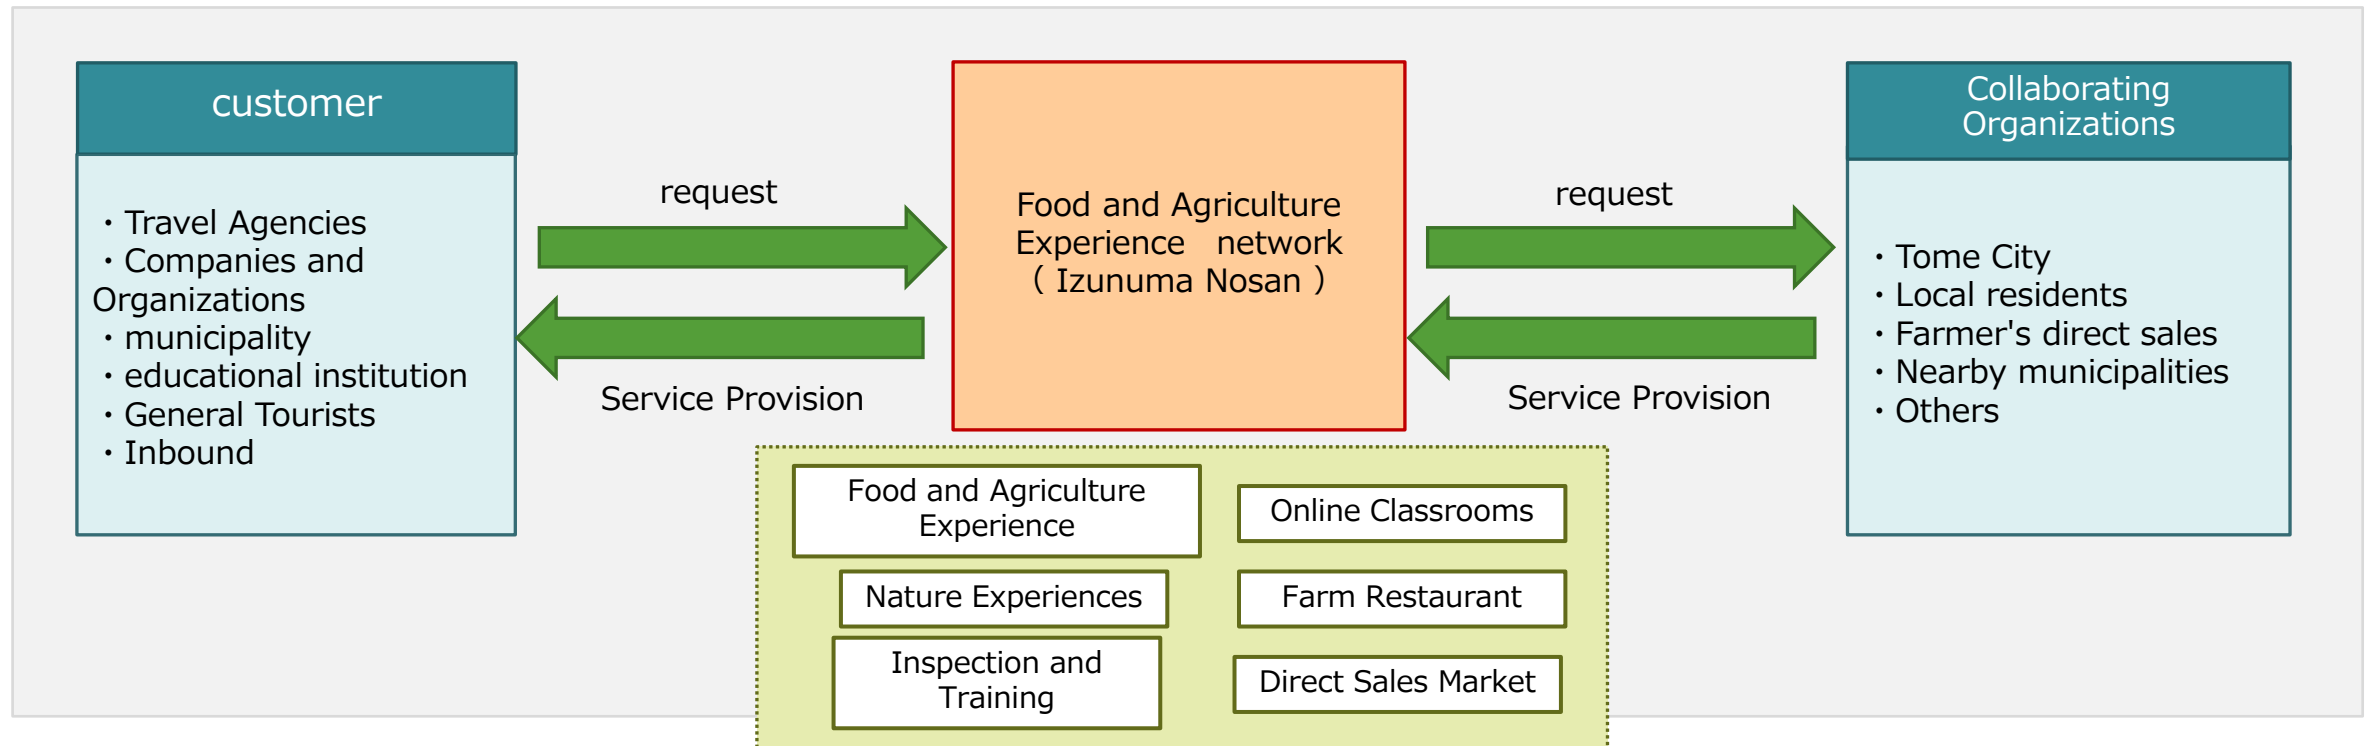 customer
・Travel Agencies
・Companies and
Organizations
・municipality
・educational institution
・General Tourists
・Inbound
request
Service Provision
Food and Agriculture
Experience　network
（ Izunuma Nosan ）
request
Service Provision
Collaborating
Organizations
・Tome City
・Local residents
・Farmer's direct sales
・Nearby municipalities
・Others
Food and Agriculture
Experience
Online Classrooms
Nature Experiences
Farm Restaurant
Inspection and
Training
Direct Sales Market